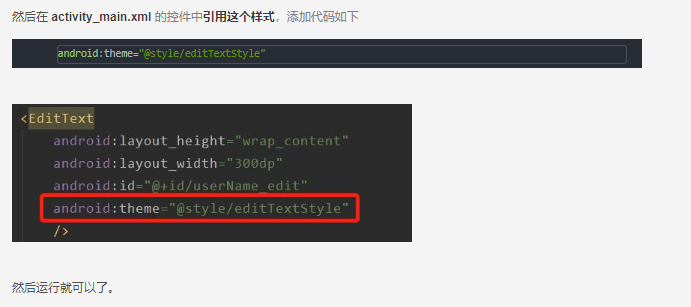 然后在 activity_main.xml 的控件中引用这个样式，添加代码如下
android:theme="@style/editTextStyle"
<EditText
android:layout_height="wrap_content"
android:layout_width="300dp"
android:id="@+id/userName_edit"
android:theme="@style/editTextStyle"
/>
然后运行就可以了。